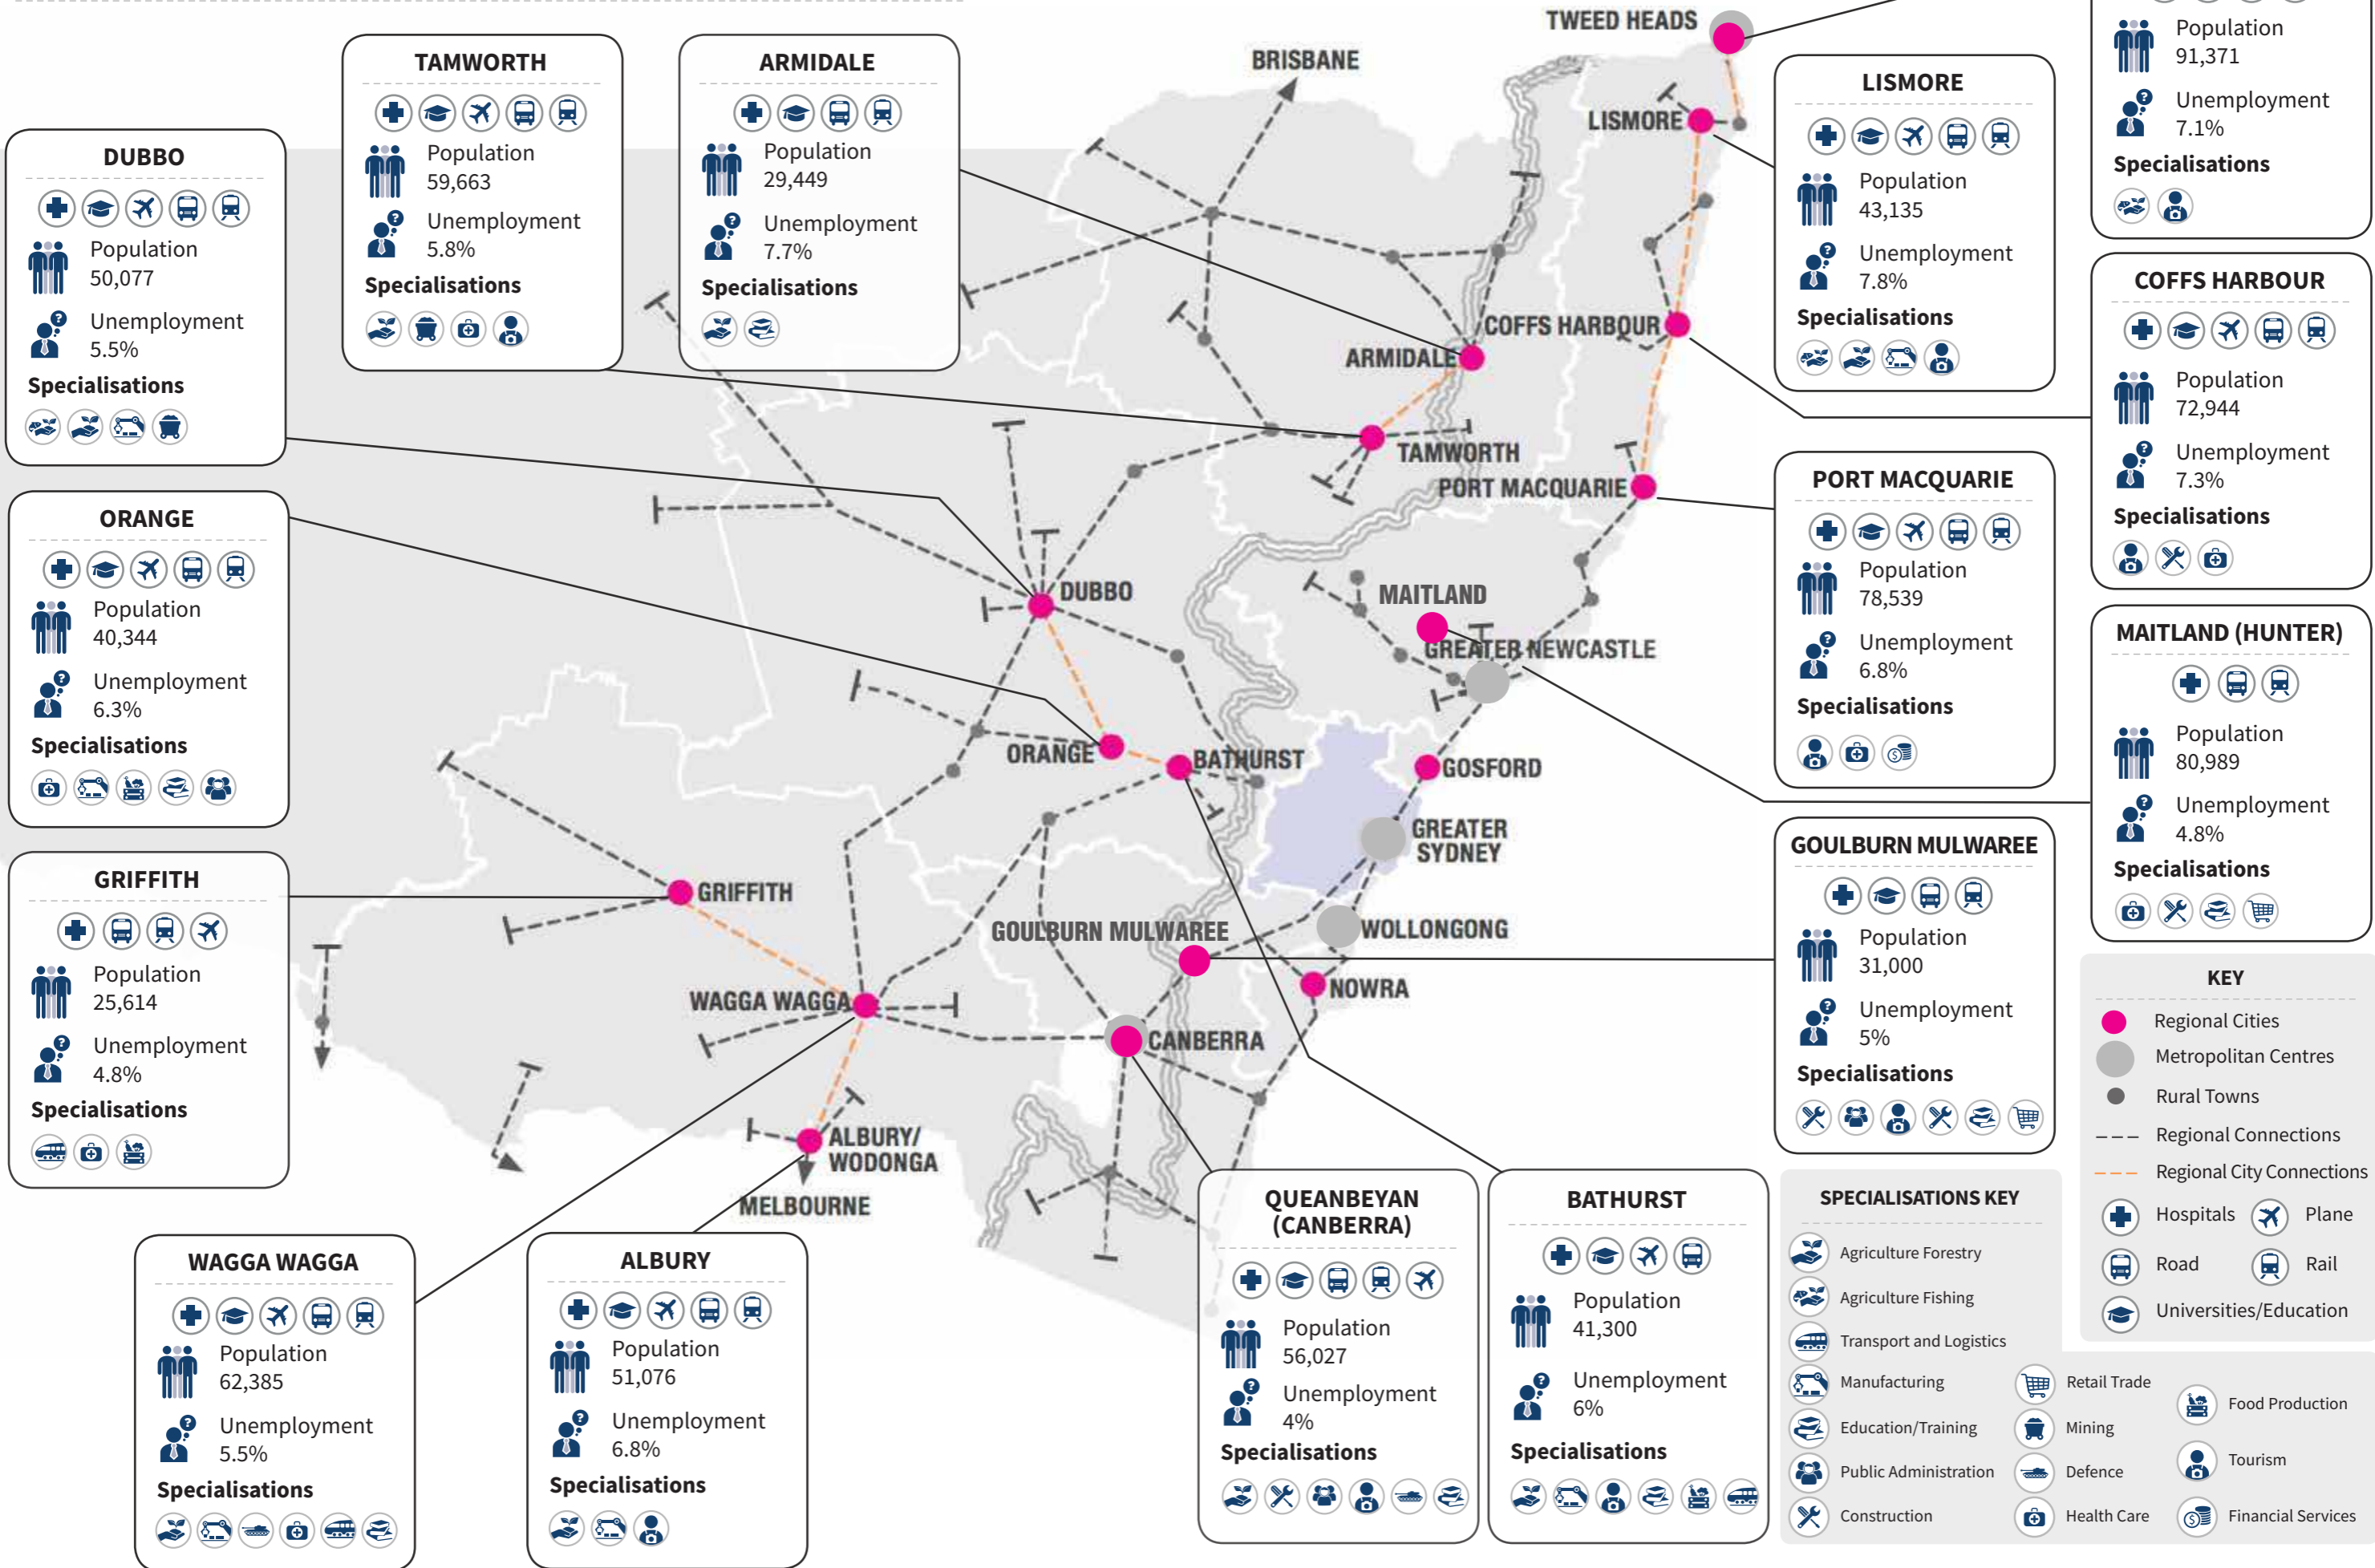 TAMWORTH
Population
59,663
Unemployment
5.8%
Specialisations
ARMIDALE
Population
29,449
Unemployment
7.7%
Specialisations
DUBBO
Population
50,077
Unemployment
5.5%
Specialisations
ORANGE
Population
40,344
Unemployment
6.3%
Specialisations
GRIFFITH
Population
25,614
Unemployment
4.8%
Specialisations
WAGGA WAGGA
Population
62,385
Unemployment
5.5%
Specialisations
ALBURY
Population
51,076
Unemployment
6.8%
Specialisations
BRISBANE
TWEED HEADS
LISMORE
COFFS HARBOUR
ARMIDALE
TAMWORTH
PORT MACQUARIE
DUBBO
MAITLAND
GREATER NEWCASTLE
ORANGE
BATHURST
GOSFORD
GREATER
SYDNEY
GRIFFITH
GOULBURN MULWAREE
WOLLONGONG
WAGGA WAGGA
NOWRA
CANBERRA
ALBURY/
WODONGA
MELBOURNE
QUEANBEYAN
(CANBERRA)
Population
56,027
Unemployment
4%
Specialisations
BATHURST
Population
41,300
Unemployment
6%
Specialisations
LISMORE
Population
43,135
Unemployment
7.8%
Specialisations
PORT MACQUARIE
Population
78,539
Unemployment
6.8%
Specialisations
GOULBURN MULWAREE
Population
31,000
Unemployment
5%
Specialisations
Population
91,371
Unemployment
7.1%
Specialisations
COFFS HARBOUR
Population
72,944
Unemployment
7.3%
Specialisations
MAITLAND (HUNTER)
Population
80,989
Unemployment
4.8%
Specialisations
KEY
Regional Cities
Metropolitan Centres
Rural Towns
Regional Connections
Regional City Connections
Hospitals
Plane
Road
Rail
Universities/Education
SPECIALISATIONS KEY
Agriculture Forestry
Agriculture Fishing
Transport and Logistics
Manufacturing
Education/Training
Public Administration
Construction
Retail Trade
Mining
Defence
Health Care
Food Production
Tourism
Financial Services